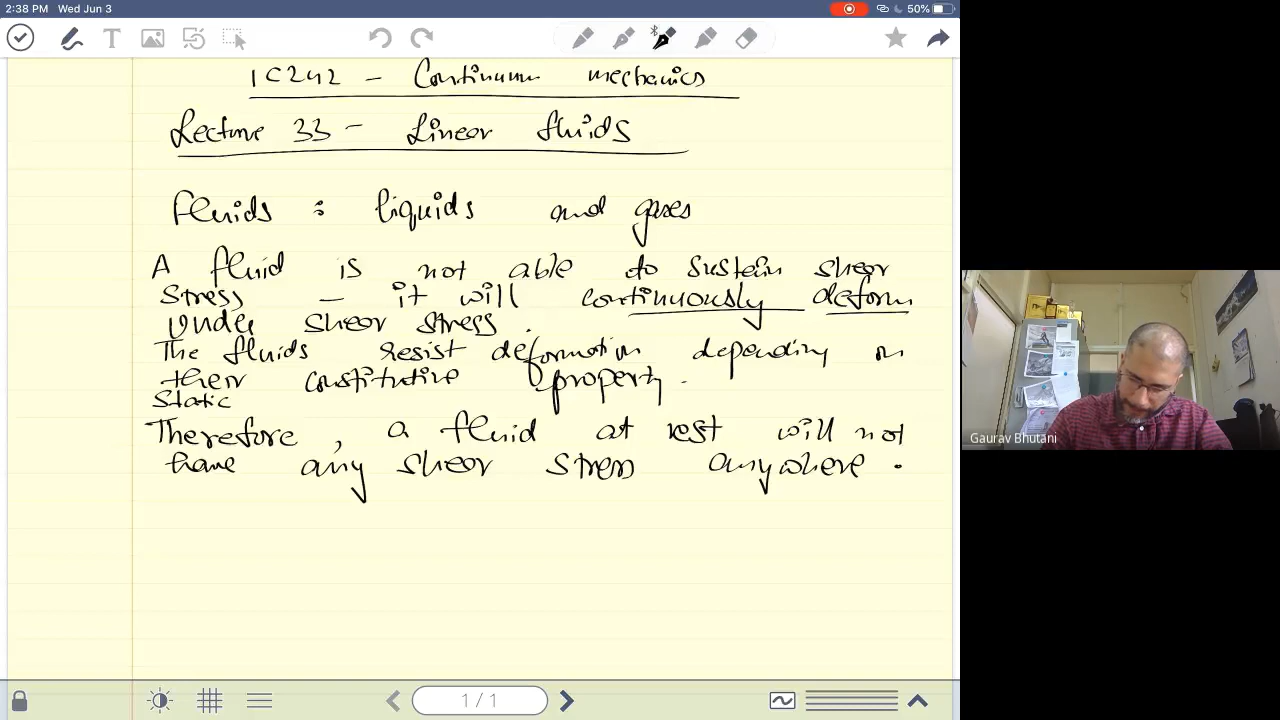 2:38 PM Wed Jun 3
50%
IC242 - Continuum mechanics
Lecture 33 - Linear fluids
Fluids : liquids and gases
A fluid is not able to sustain shear
stress - it will continuously deform
under shear stress.
The fluids resist deformation depending on
their constitutive property.
Static
Therefore, a fluid at rest will not
have any shear stress anywhere.
1 / 1
Gaurav Bhutani